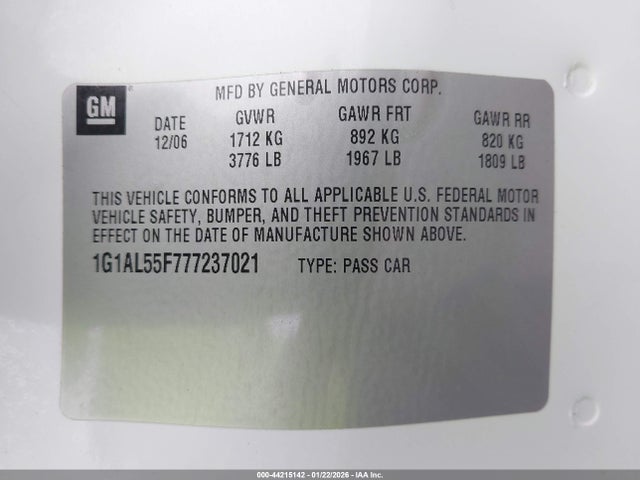 GM
MFD BY GENERAL MOTORS CORP.
DATE GVWR GAWR FRT GAWR RR
12/06 1712 KG 892 KG 820 KG
3776 LB 1967 LB 1809 LB
THIS VEHICLE CONFORMS TO ALL APPLICABLE U.S. FEDERAL MOTOR
VEHICLE SAFETY, BUMPER, AND THEFT PREVENTION STANDARDS IN
EFFECT ON THE DATE OF MANUFACTURE SHOWN ABOVE.
1G1AL55F777237021 TYPE: PASS CAR
000-44215142 - 01/22/2026 - IAA Inc.